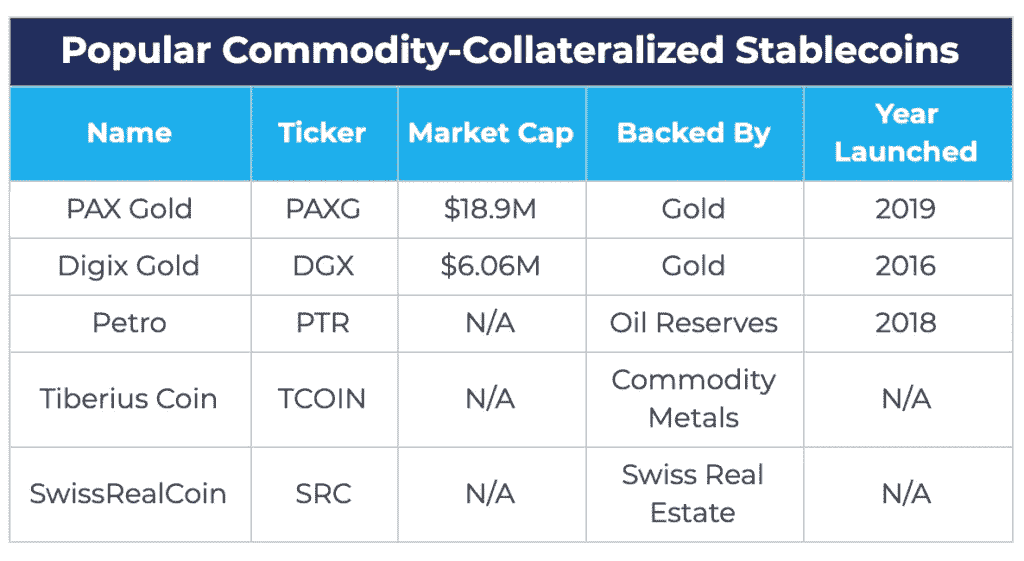 Popular Commodity-Collateralized Stablecoins
Name Ticker Market Cap Backed By Year Launched
PAX Gold PAXG $18.9M Gold 2019
Digix Gold DGX $6.06M Gold 2016
Petro PTR N/A Oil Reserves 2018
Tiberius Coin TCOIN N/A Commodity Metals N/A
SwissRealCoin SRC N/A Swiss Real Estate N/A